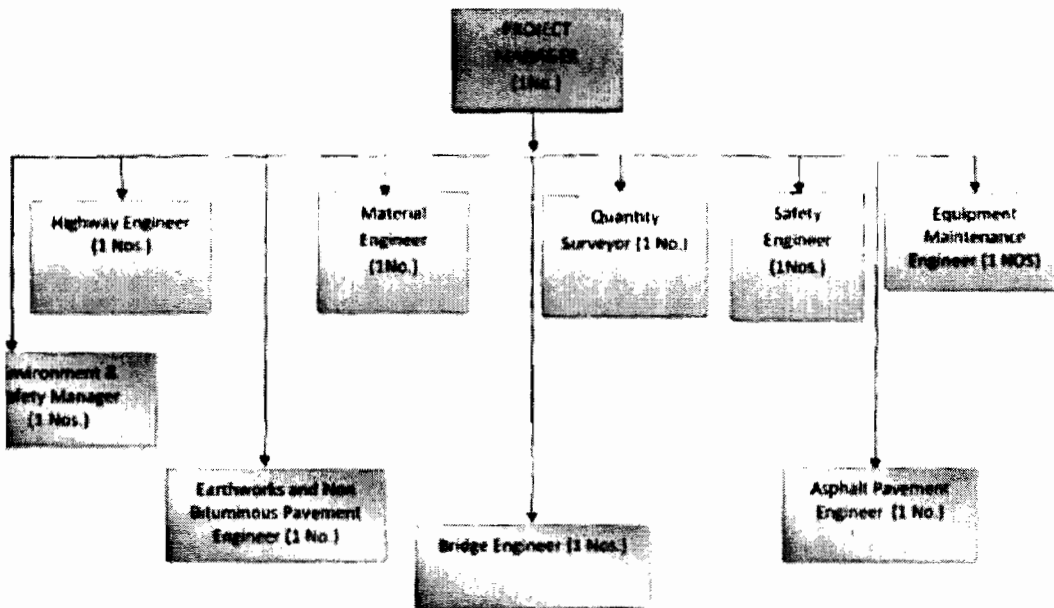 PROJECT
MANAGER
(1No.)
Highway Engineer
(1 Nos.)
Material
Engineer
(1No.)
Quantity
Surveyor (1 No.)
Safety
Engineer
(1Nos.)
Equipment
Maintenance
Engineer (1 NOS)
nvironment &
fety Manager
(1 Nos.)
Earthworks and Non
Bituminous Pavement
Engineer (1 No.)
Bridge Engineer (1 Nos.)
Asphalt Pavement
Engineer (1 No.)